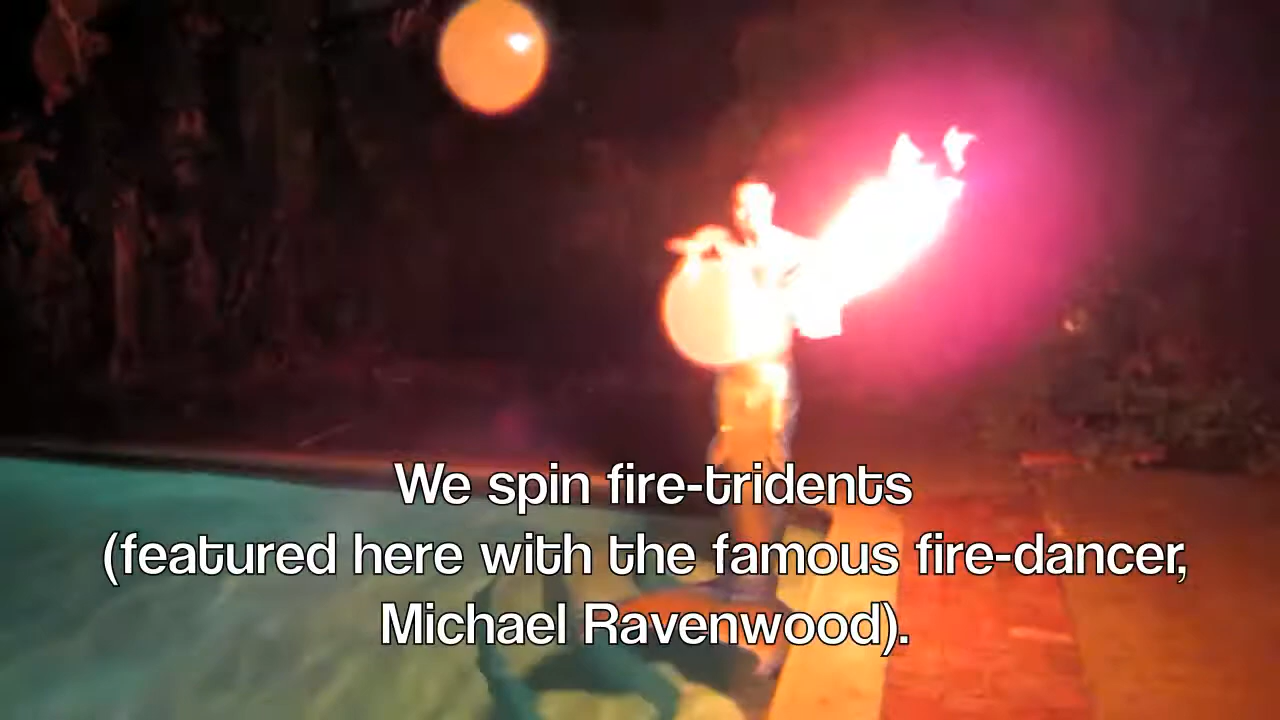 We spin fire-tridents
(featured here with the famous fire-dancer,
Michael Ravenwood).